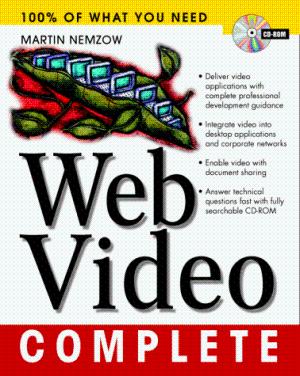 100% OF WHAT YOU NEED
CD-ROM
MARTIN NEMZOW
• Deliver video
applications with
complete professional
development guidance
• Integrate video into
desktop applications
and corporate networks
• Enable video with
document sharing
• Answer technical
questions fast with fully
searchable CD-ROM
Web
Video
COMPLETE